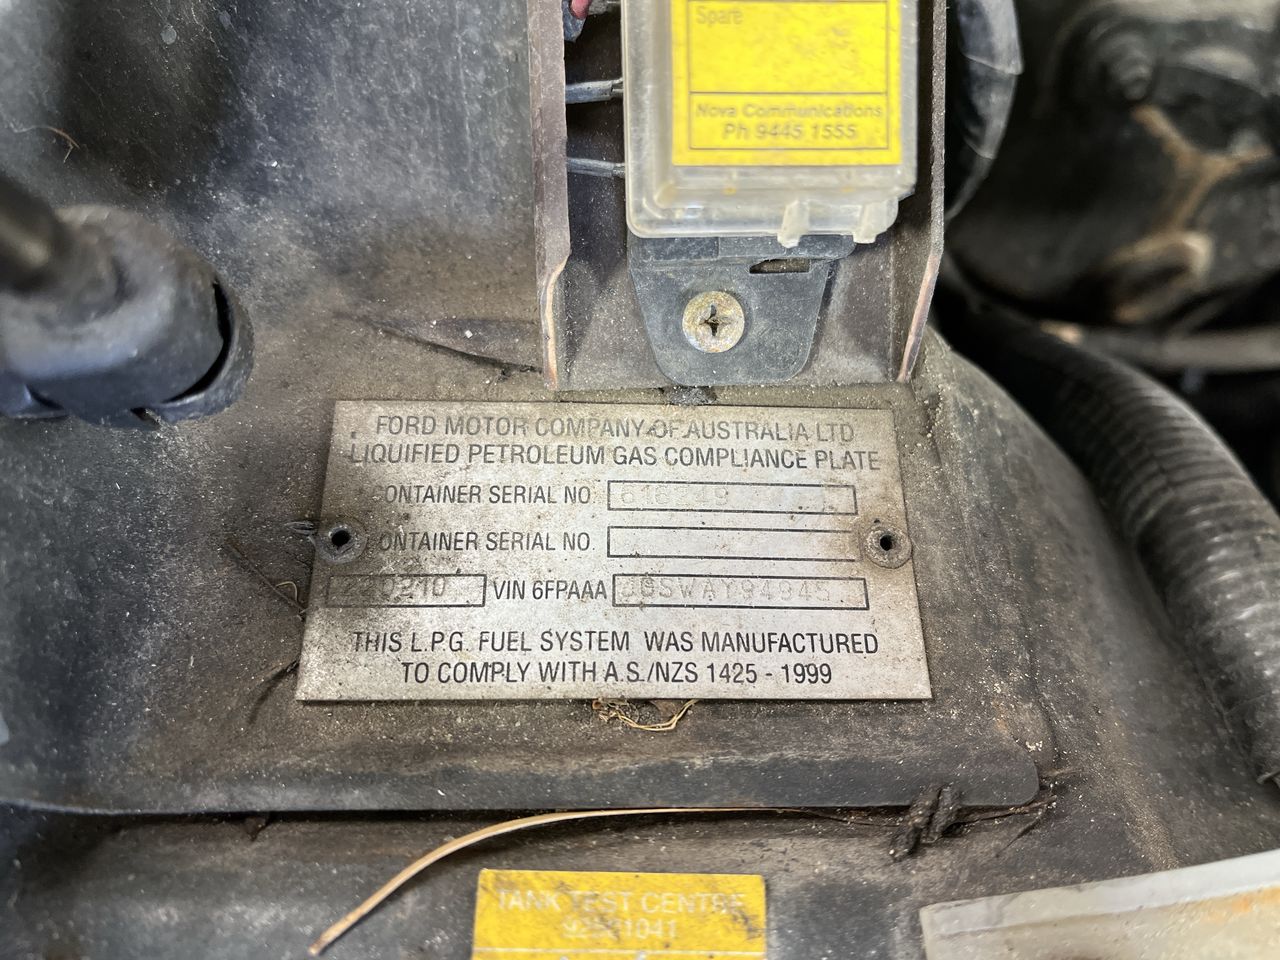 Spare
Nova Communications
Ph 9445 1555
FORD MOTOR COMPANY OF AUSTRALIA LTD
LIQUIFIED PETROLEUM GAS COMPLIANCE PLATE
CONTAINER SERIAL NO
CONTAINER SERIAL NO.
VIN 6FPAAA
THIS L.P.G. FUEL SYSTEM WAS MANUFACTURED
TO COMPLY WITH A.S./NZS 1425 - 1999
TANK TEST CENTRE